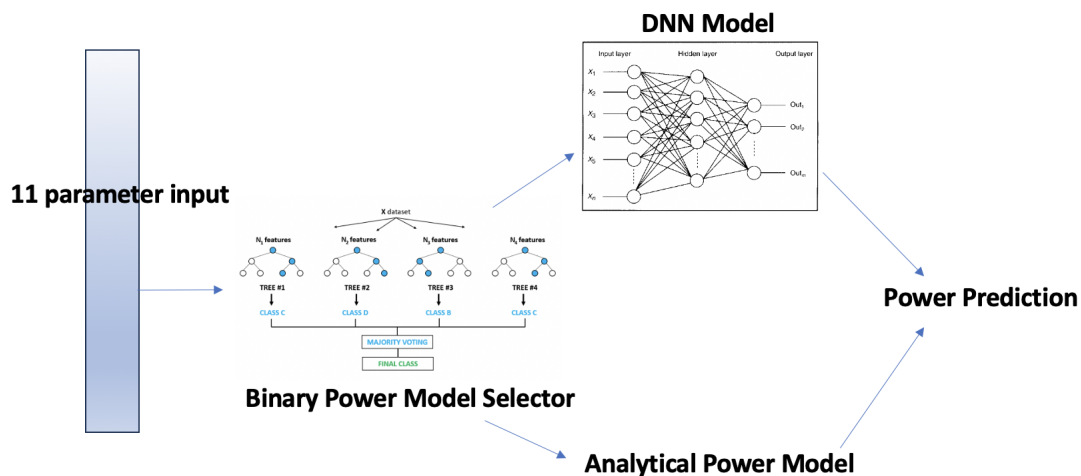 DNN Model
Input layer
Hidden layer
Output layer
X1
X2
X3
X4
X5
Xn
Out1
Out2
Outm
11 parameter input
X dataset
N1 features
N2 features
N3 features
N4 features
TREE #1
TREE #2
TREE #3
TREE #4
CLASS C
CLASS D
CLASS B
CLASS C
MAJORITY VOTING
FINAL CLASS
Binary Power Model Selector
Power Prediction
Analytical Power Model